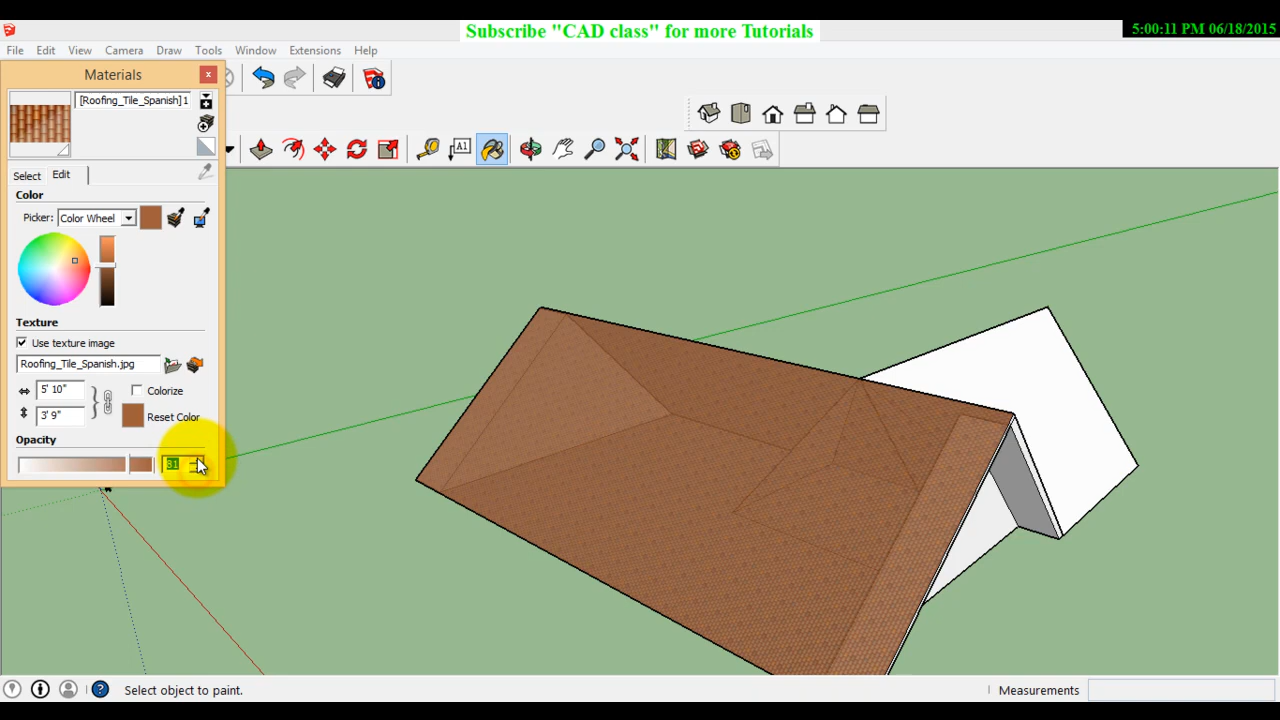 Subscribe "CAD class" for more Tutorials
5:00:11 PM 06/18/2015
File Edit View Camera Draw Tools Window Extensions Help
Materials
[Roofing_Tile_Spanish]1
A1
Select Edit
Color
Picker: Color Wheel
Texture
Use texture image
Roofing_Tile_Spanish.jpg
5' 10"
Colorize
3' 9"
Reset Color
Opacity
81
Select object to paint.
Measurements